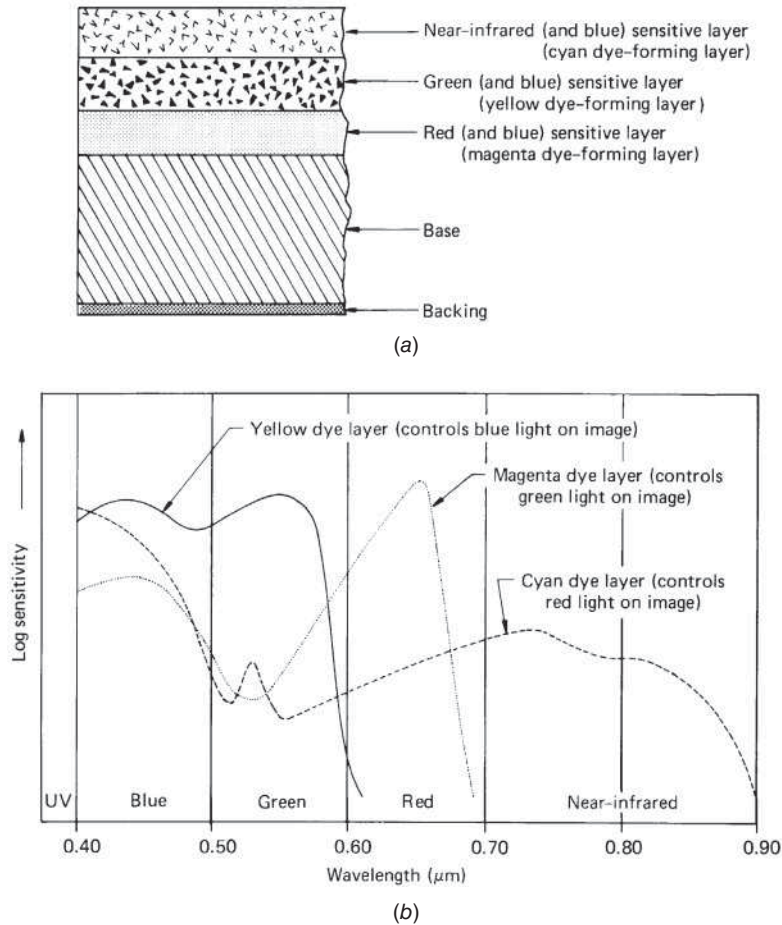 Near-infrared (and blue) sensitive layer
(cyan dye-forming layer)
Green (and blue) sensitive layer
(yellow dye-forming layer)
Red (and blue) sensitive layer
(magenta dye-forming layer)
Base
Backing
(a)
Yellow dye layer (controls blue light on image)
Magenta dye layer (controls
green light on image)
Cyan dye layer (controls
red light on image)
Log sensitivity
UV Blue Green Red Near-infrared
0.40 0.50 0.60 0.70 0.80 0.90
Wavelength (μm)
(b)